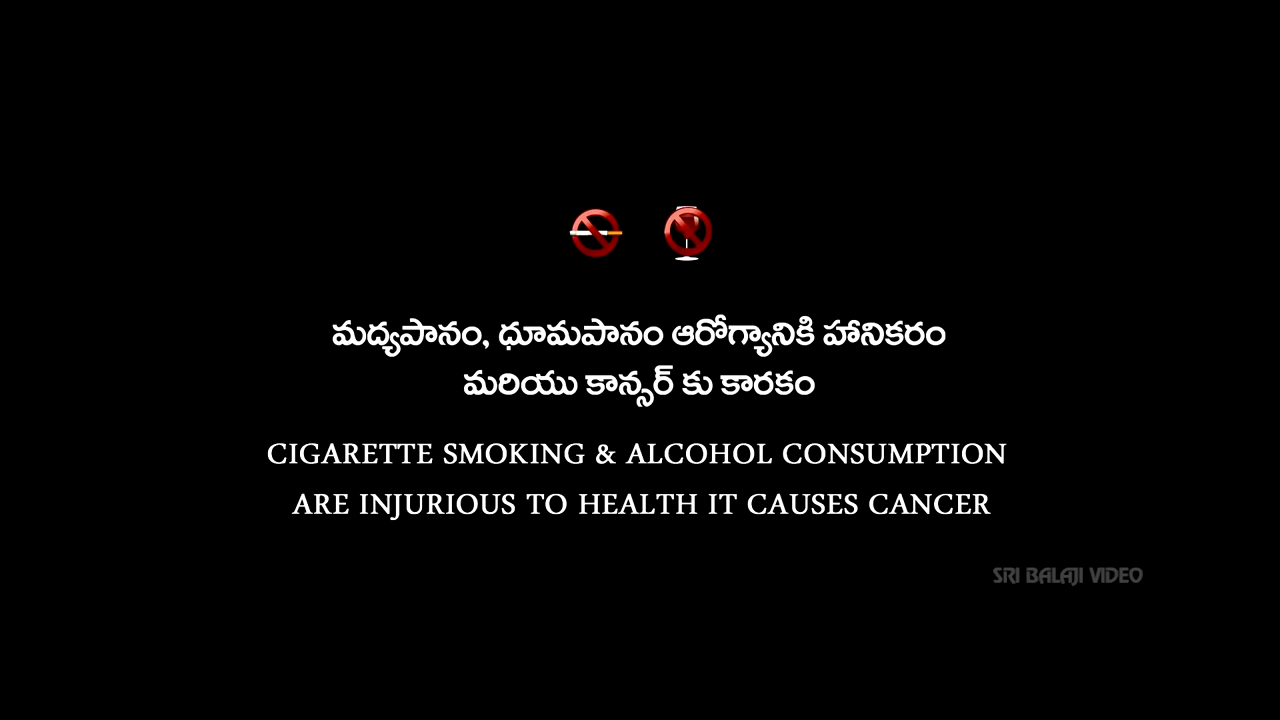 మద్యపానం, ధూమపానం ఆరోగ్యానికి హానికరం
మరియు కాన్సర్ కు కారకం
CIGARETTE SMOKING & ALCOHOL CONSUMPTION
ARE INJURIOUS TO HEALTH IT CAUSES CANCER
SRI BALAJI VIDEO